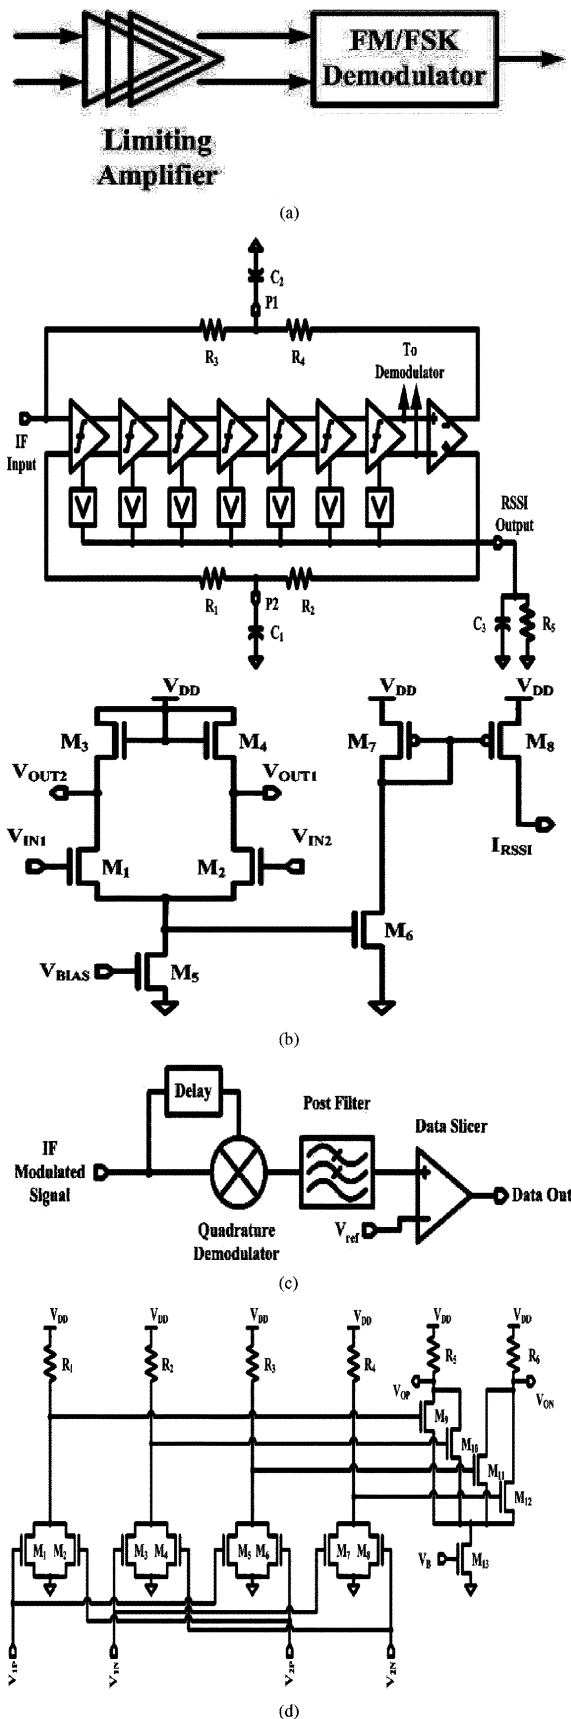 FM/FSK
Demodulator
Limiting
Amplifier
(a)
C2
P1
R3 R4
To
Demodulator
IF
Input
V V V V V V V
RSSI
Output
R1 P2 R2
C1
C3 R5
VDD VDD VDD
M3 M4 M7 M8
VOUT2 VOUT1
VIN1 VIN2 IRSSI
M1 M2
M6
VBIAS M5
(b)
Delay
Post Filter
Data Slicer
IF
Modulated
Signal
Data Out
Vref
Quadrature
Demodulator
(c)
VDD VDD VDD VDD VDD VDD
R1 R2 R3 R4 R5 R6
VOP VON
M9
M10
M11
M12
M1 M2 M3 M4 M5 M6 M7 M8
VB M13
V1P V1N V2P V2N
(d)